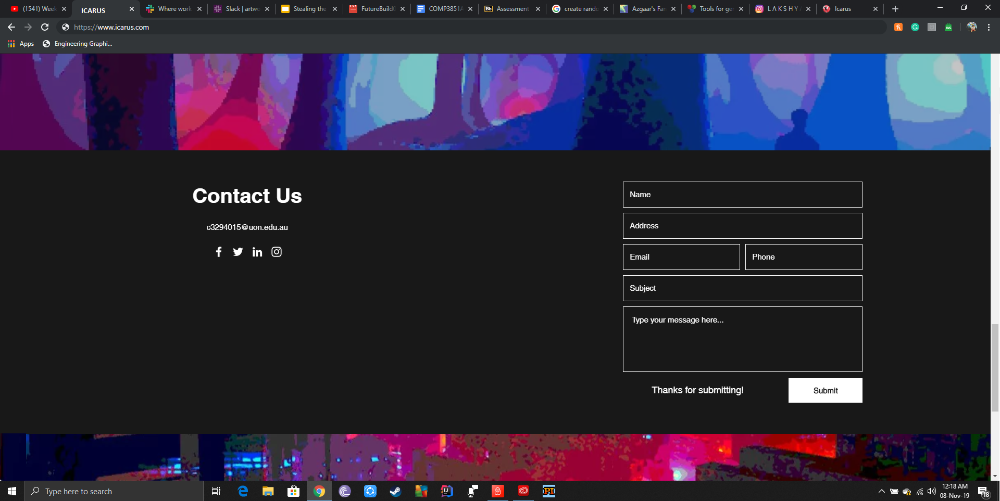 (1541) Week
ICARUS
Where work
Slack | artwo
Stealing the
FutureBuild
COMP3851A
Bb Assessment
create rando
Azgaar's Fan
Tools for gen
L Λ K S H Y
Icarus
https://www.icarus.com
Apps
Engineering Graphi...
Contact Us
c3294015@uon.edu.au
Name
Address
Email
Phone
Subject
Type your message here...
Thanks for submitting!
Submit
Type here to search
12:18 AM
08-Nov-19
18